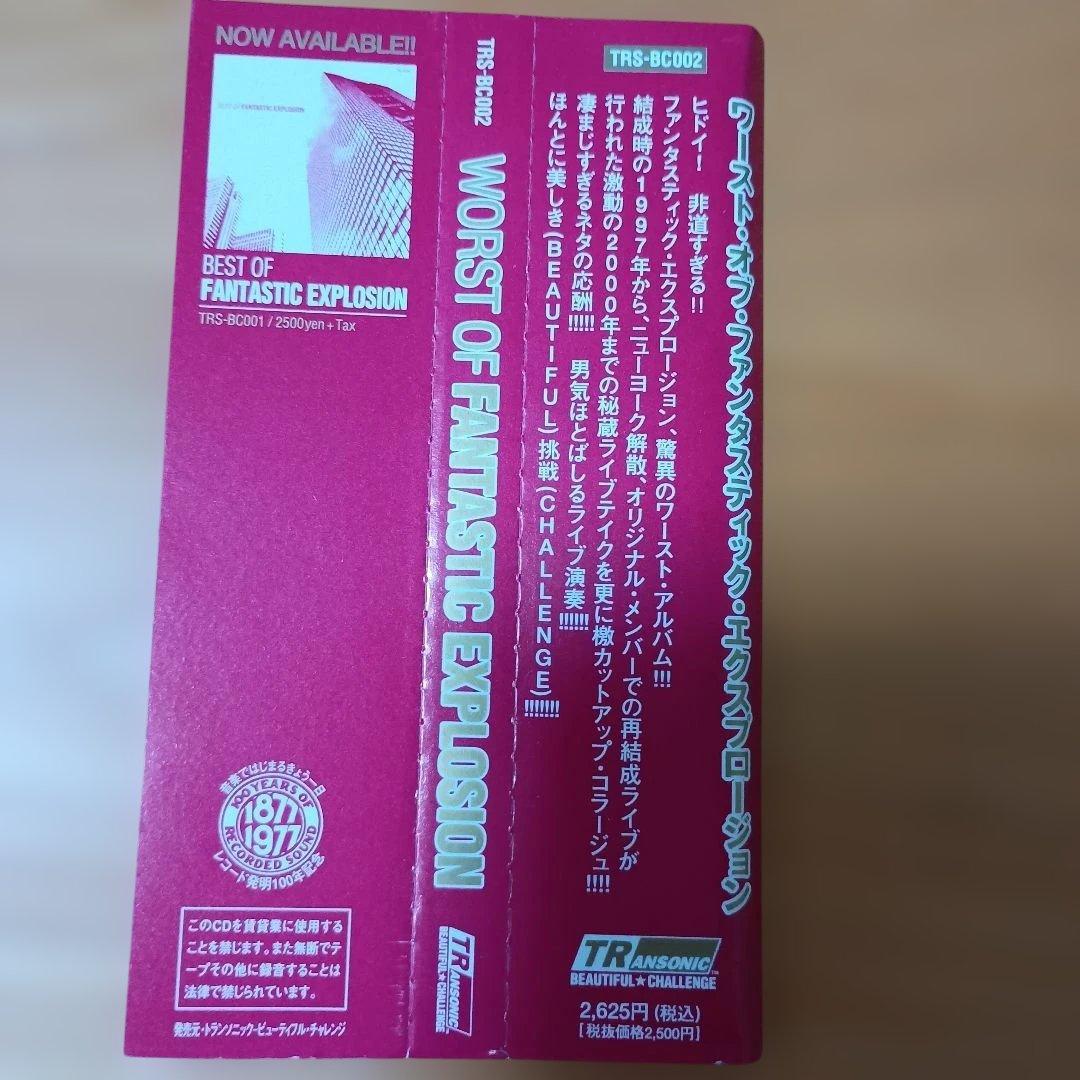 TRS-BC002
ワースト・オブ・ファンタスティック・エクスプロージョン
ヒドイ! 非道すぎる!!
ファンタスティック・エクスプロージョン、驚異のワースト・アルバム!!!
結成時の1997年から、ニューヨーク解散、オリジナル・メンバーでの再結成ライブが
行われた激動の2000年までの秘蔵ライブテイクを更に檄カットアップ・コラージュ!!!!
凄まじすぎるネタの応酬!!!!! 男気ほとばしるライブ演奏!!!!!!
ほんとに美しき(BEAUTIFUL)挑戦(CHALLENGE)!!!!!!!
TRANSONIC™
BEAUTIFUL★CHALLENGE
2,625円(税込)
[税抜価格2,500円]
TRS-BC002
WORST OF FANTASTIC EXPLOSION
TRANSONIC
BEAUTIFUL★CHALLENGE
NOW AVAILABLE!!
BEST OF FANTASTIC EXPLOSION
BEST OF
FANTASTIC EXPLOSION
TRS-BC001 / 2500yen+Tax
音楽ではじまるきょう一日
100 YEARS OF
1877
1977
RECORDED SOUND
レコード発明100年記念
このCDを賃貸業に使用する
ことを禁じます。また無断でテ
ープその他に録音することは
法律で禁じられています。
発売元・トランソニック-ビューティフル・チャレンジ